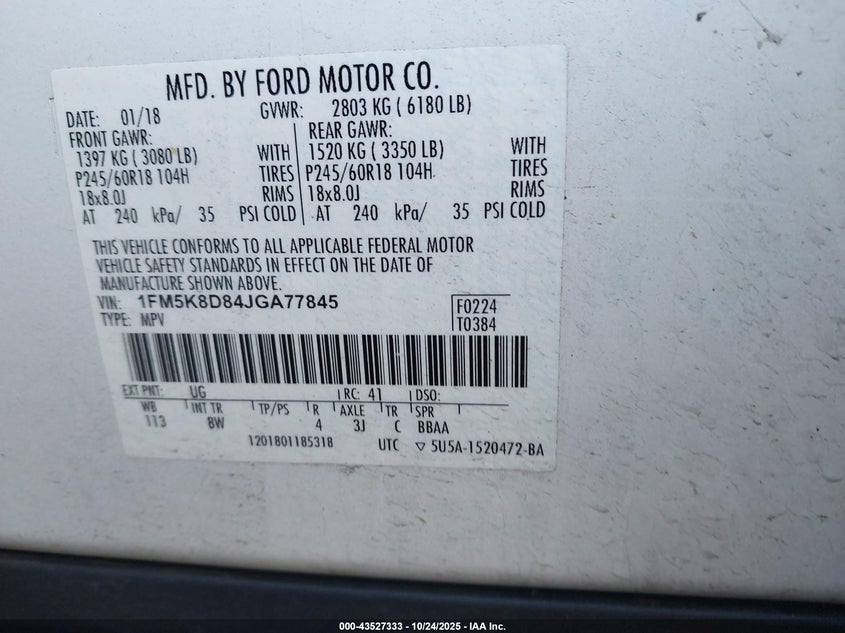 MFD. BY FORD MOTOR CO.
DATE: 01/18 GVWR: 2803 KG ( 6180 LB)
FRONT GAWR: REAR GAWR:
1397 KG ( 3080 LB) WITH 1520 KG ( 3350 LB) WITH
P245/60R18 104H TIRES P245/60R18 104H TIRES
18x8.0J RIMS 18x8.0J RIMS
AT 240 kPa/ 35 PSI COLD AT 240 kPa/ 35 PSI COLD
THIS VEHICLE CONFORMS TO ALL APPLICABLE FEDERAL MOTOR
VEHICLE SAFETY STANDARDS IN EFFECT ON THE DATE OF
MANUFACTURE SHOWN ABOVE.
VIN: 1FM5K8D84JGA77845 F0224
TYPE: MPV T0384
EXT PNT: UG RC: 41 DSO:
WB INT TR TP/PS R AXLE TR SPR
113 8W 4 3J C BBAA
1201801185318 UTC ▽ 5U5A-1520472-BA
000-43527333 - 10/24/2025 - IAA Inc.